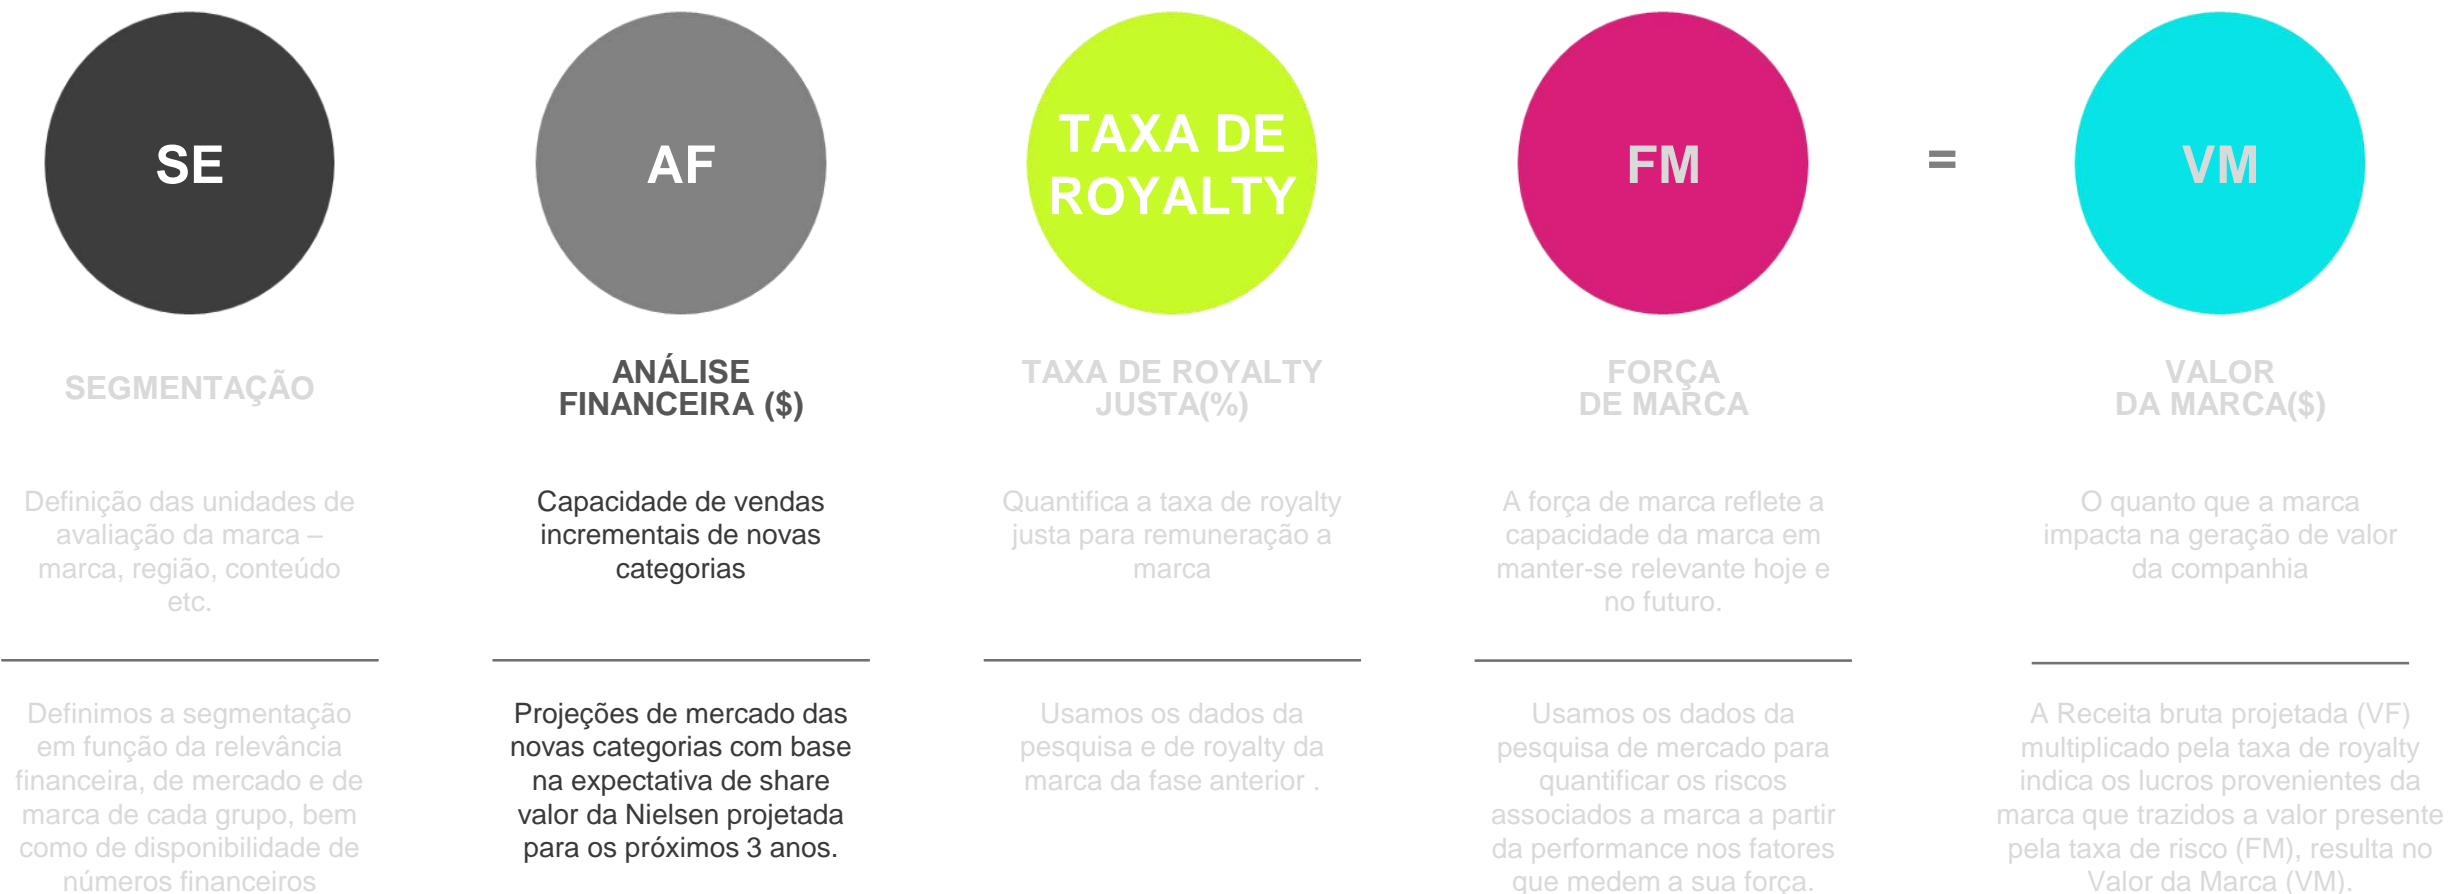 SE
AF
TAXA DE
ROYALTY
FM
=
VM
SEGMENTAÇÃO
Definição das unidades de
avaliação da marca –
marca, região, conteúdo
etc.
Definimos a segmentação
em função da relevância
financeira, de mercado e de
marca de cada grupo, bem
como de disponibilidade de
números financeiros
ANÁLISE
FINANCEIRA ($)
Capacidade de vendas
incrementais de novas
categorias
Projeções de mercado das
novas categorias com base
na expectativa de share
valor da Nielsen projetada
para os próximos 3 anos.
TAXA DE ROYALTY
JUSTA(%)
Quantifica a taxa de royalty
justa para remuneração a
marca
Usamos os dados da
pesquisa e de royalty da
marca da fase anterior .
FORÇA
DE MARCA
A força de marca reflete a
capacidade da marca em
manter-se relevante hoje e
no futuro.
Usamos os dados da
pesquisa de mercado para
quantificar os riscos
associados a marca a partir
da performance nos fatores
que medem a sua força.
VALOR
DA MARCA($)
O quanto que a marca
impacta na geração de valor
da companhia
A Receita bruta projetada (VF)
multiplicado pela taxa de royalty
indica os lucros provenientes da
marca que trazidos a valor presente
pela taxa de risco (FM), resulta no
Valor da Marca (VM).